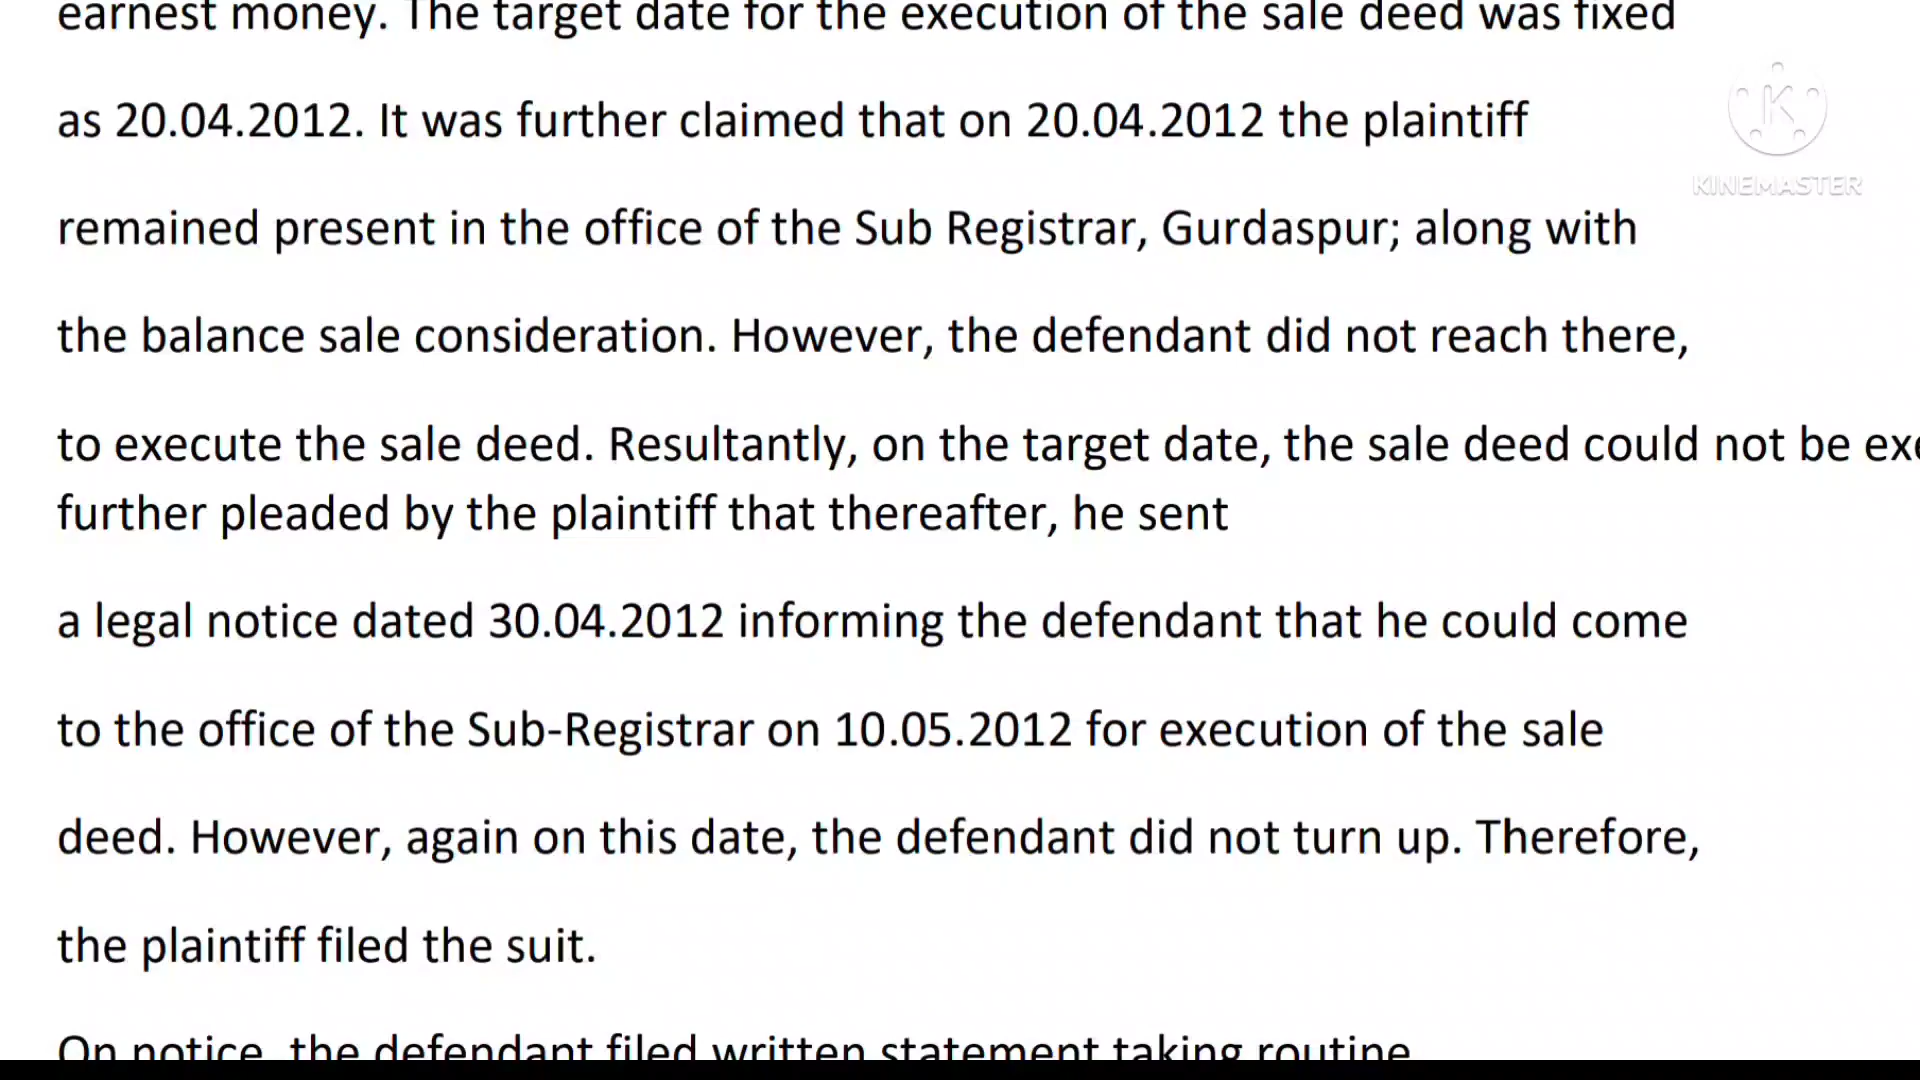 earnest money. The target date for the execution of the sale deed was fixed
as 20.04.2012. It was further claimed that on 20.04.2012 the plaintiff
remained present in the office of the Sub Registrar, Gurdaspur; along with
the balance sale consideration. However, the defendant did not reach there,
to execute the sale deed. Resultantly, on the target date, the sale deed could not be
further pleaded by the plaintiff that thereafter, he sent
a legal notice dated 30.04.2012 informing the defendant that he could come
to the office of the Sub-Registrar on 10.05.2012 for execution of the sale
deed. However, again on this date, the defendant did not turn up. Therefore,
the plaintiff filed the suit.
On notice, the defendant filed written statement taking routine
K
KINEMASTER